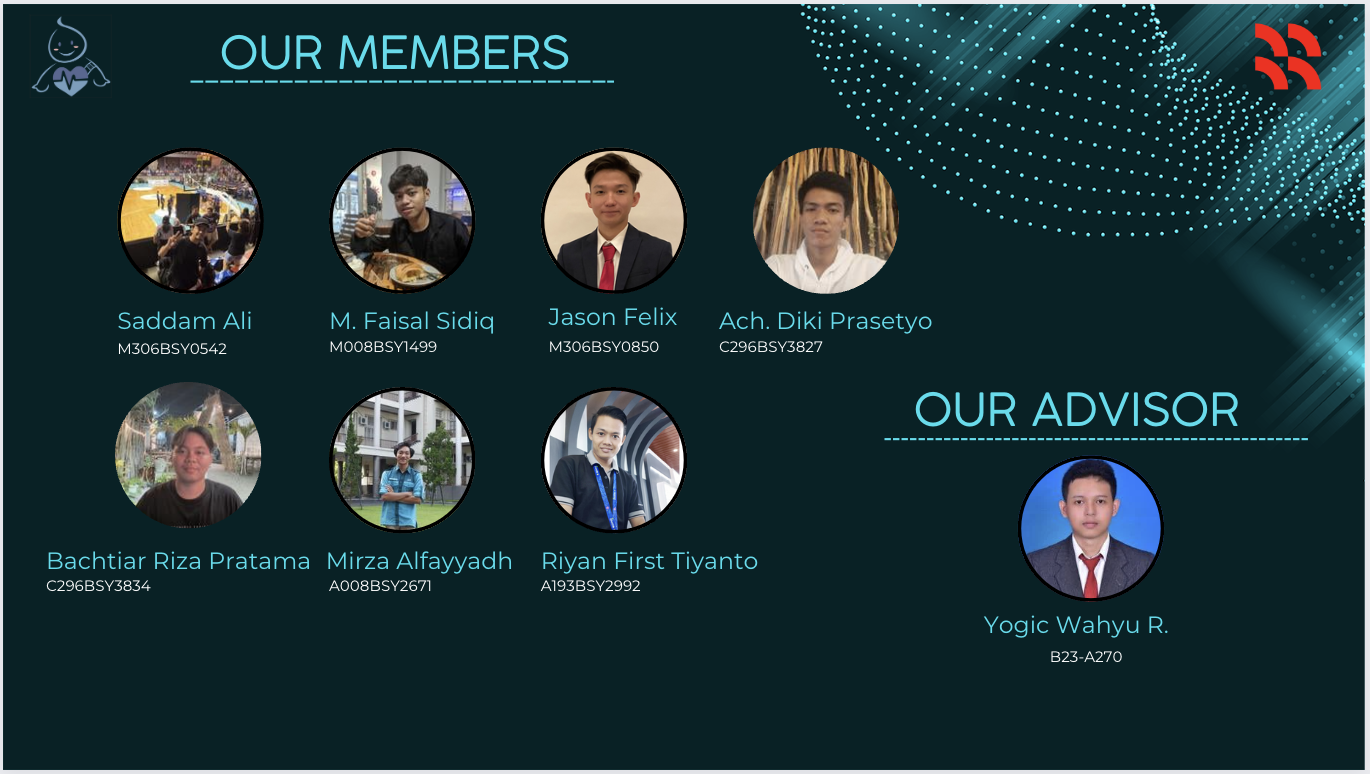 OUR MEMBERS
Saddam Ali
M306BSY0542
M. Faisal Sidiq
M008BSY1499
Jason Felix
M306BSY0850
Ach. Diki Prasetyo
C296BSY3827
Bachtiar Riza Pratama
C296BSY3834
Mirza Alfayyadh
A008BSY2671
Riyan First Tiyanto
A193BSY2992
OUR ADVISOR
Yogic Wahyu R.
B23-A270